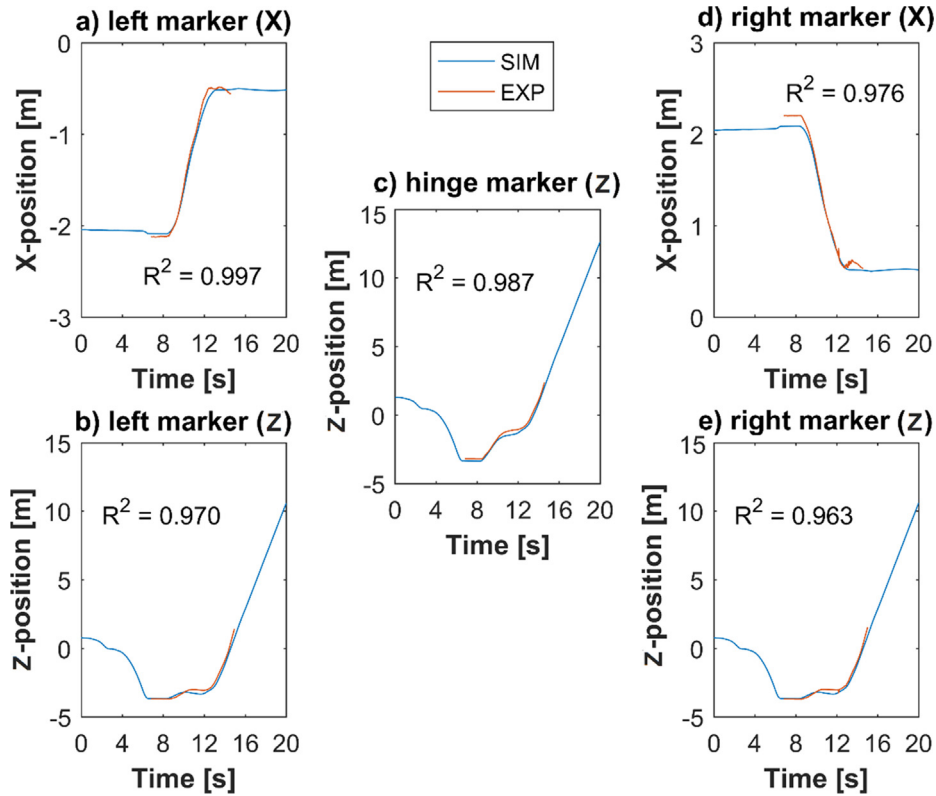 a) left marker (X)
X-position [m]
0
-1
-2
-3
R² = 0.997
0 4 8 12 16 20
Time [s]
b) left marker (Z)
Z-position [m]
15
10
5
0
-5
R² = 0.970
0 4 8 12 16 20
Time [s]
SIM
EXP
c) hinge marker (Z)
Z-position [m]
15
10
5
0
-5
R² = 0.987
0 4 8 12 16 20
Time [s]
d) right marker (X)
X-position [m]
3
2
1
0
R² = 0.976
0 4 8 12 16 20
Time [s]
e) right marker (Z)
Z-position [m]
15
10
5
0
-5
R² = 0.963
0 4 8 12 16 20
Time [s]